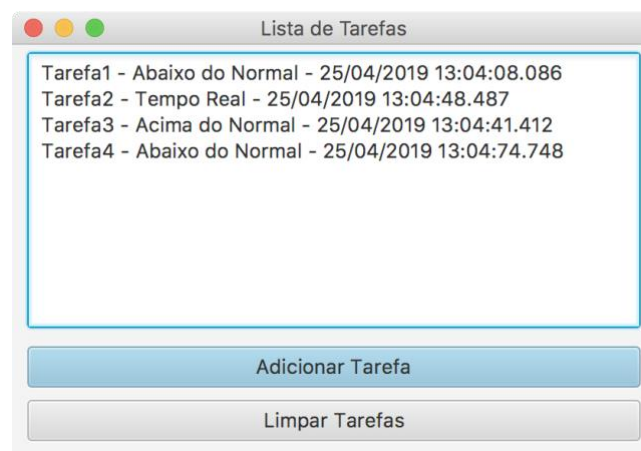 Lista de Tarefas
Tarefa1 - Abaixo do Normal - 25/04/2019 13:04:08.086
Tarefa2 - Tempo Real - 25/04/2019 13:04:48.487
Tarefa3 - Acima do Normal - 25/04/2019 13:04:41.412
Tarefa4 - Abaixo do Normal - 25/04/2019 13:04:74.748
Adicionar Tarefa
Limpar Tarefas